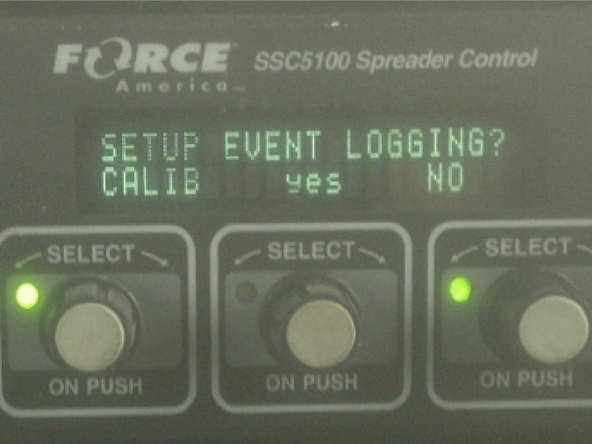 FORCE America
SSC5100 Spreader Control
SETUP EVENT LOGGING?
CALIB yes NO
SELECT SELECT SELECT
ON PUSH ON PUSH ON PUSH